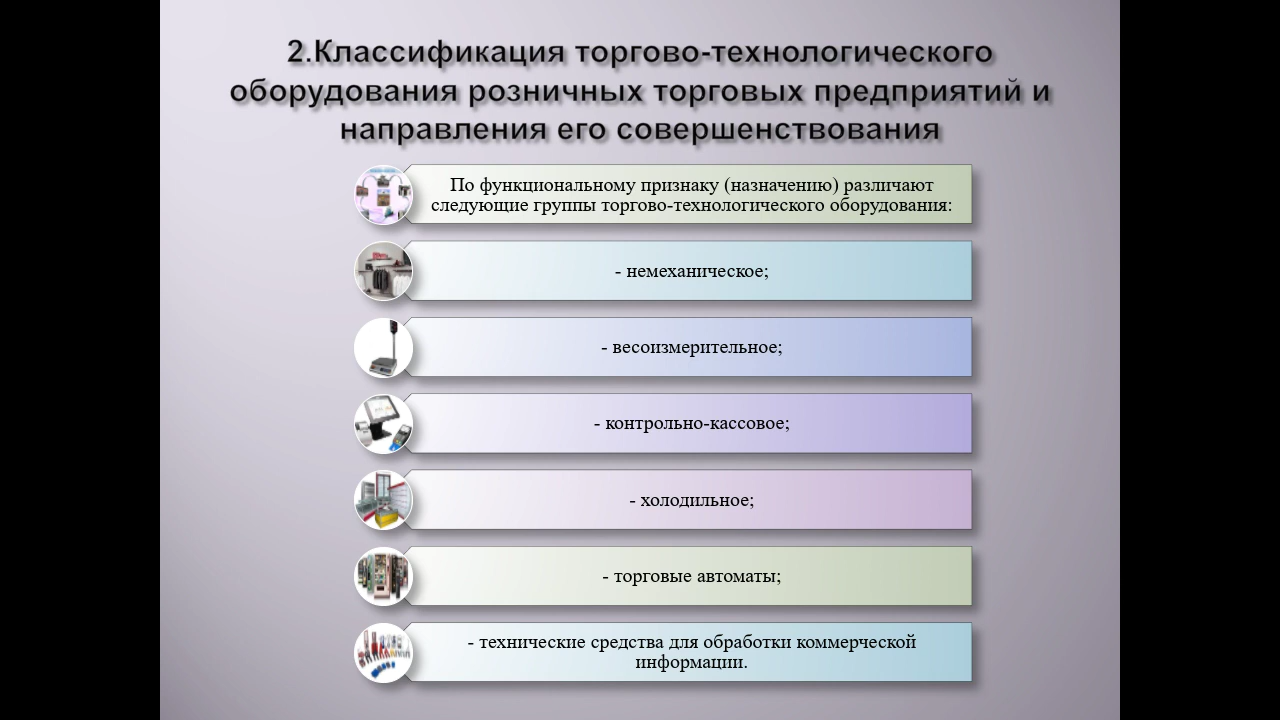 2.Классификация торгово-технологического
оборудования розничных торговых предприятий и
направления его совершенствования
По функциональному признаку (назначению) различают
следующие группы торгово-технологического оборудования:
- немеханическое;
- весоизмерительное;
- контрольно-кассовое;
- холодильное;
- торговые автоматы;
- технические средства для обработки коммерческой
информации.